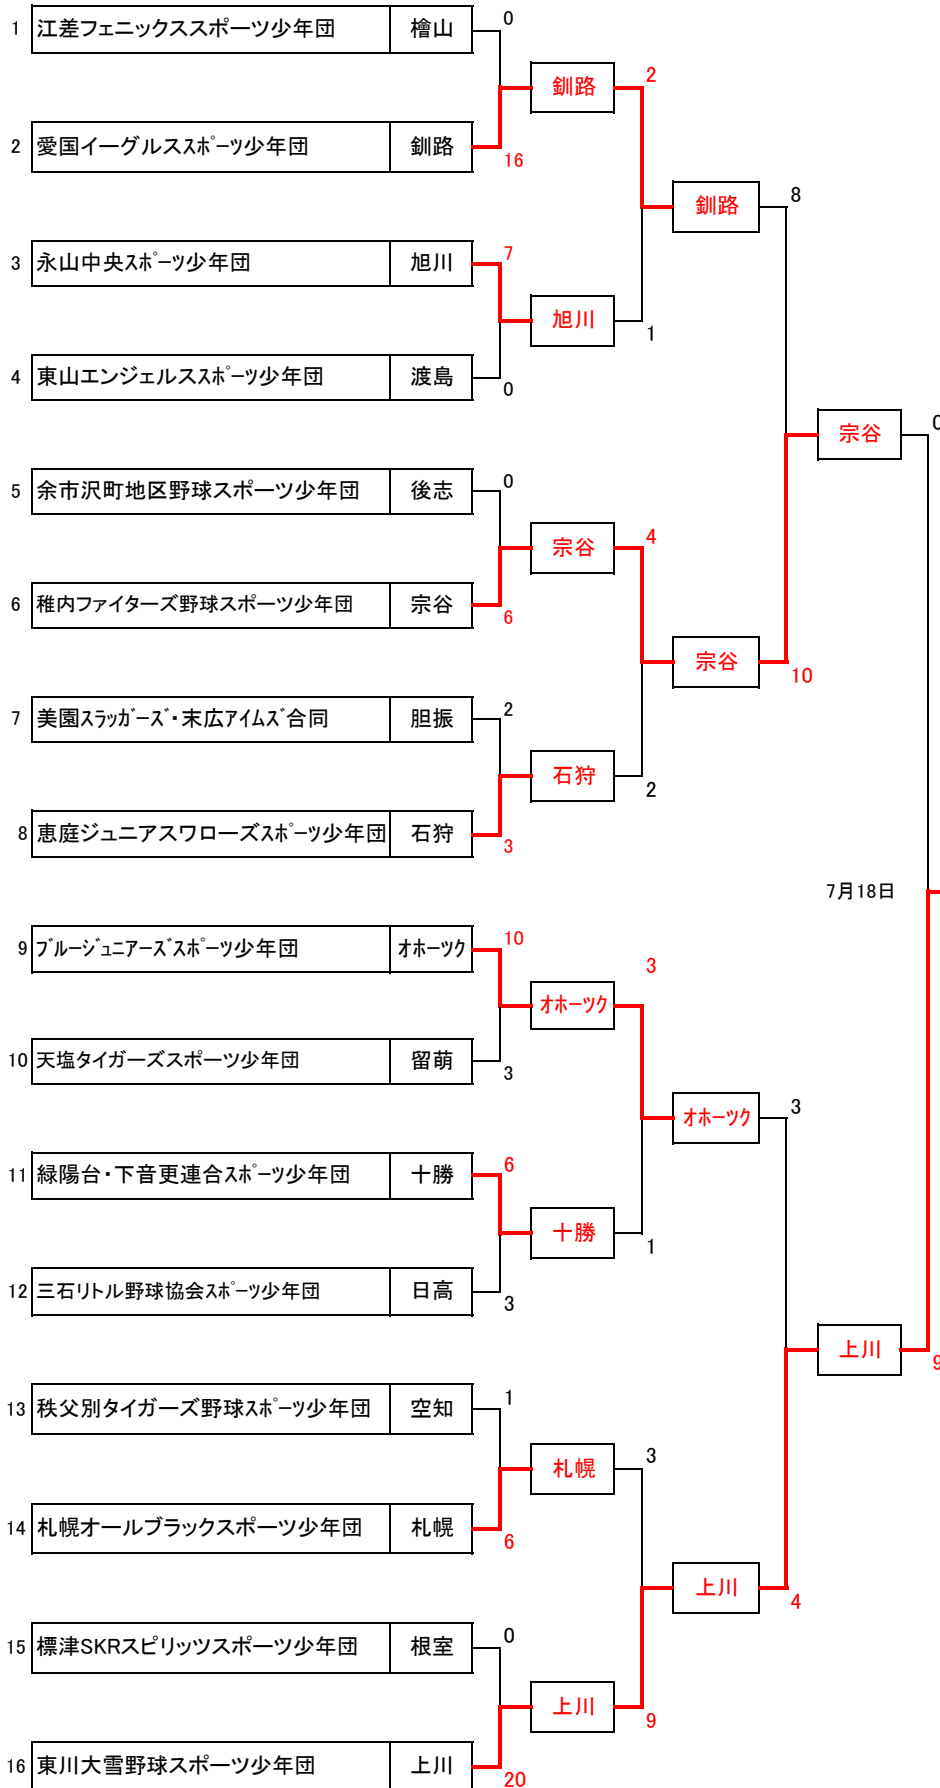 1 江差フェニックススポーツ少年団 檜山 0
釧路 2
2 愛国イーグルススポーツ少年団 釧路 16
釧路 8
3 永山中央スポーツ少年団 旭川 7
旭川 1
4 東山エンジェルススポーツ少年団 渡島 0
宗谷 0
5 余市沢町地区野球スポーツ少年団 後志 0
宗谷 4
6 稚内ファイターズ野球スポーツ少年団 宗谷 6
宗谷 10
7 美園スラッガーズ・末広アイムズ合同 胆振 2
石狩 2
8 恵庭ジュニアスワローズスポーツ少年団 石狩 3
7月18日
9 ブルージュニアーズスポーツ少年団 オホーツク 10
オホーツク 3
10 天塩タイガーズスポーツ少年団 留萌 3
オホーツク 3
11 緑陽台・下音更連合スポーツ少年団 十勝 6
十勝 1
12 三石リトル野球協会スポーツ少年団 日高 3
上川 9
13 秩父別タイガーズ野球スポーツ少年団 空知 1
札幌 3
14 札幌オールブラックスポーツ少年団 札幌 6
上川 4
15 標津SKRスピリッツスポーツ少年団 根室 0
上川 9
16 東川大雪野球スポーツ少年団 上川 20